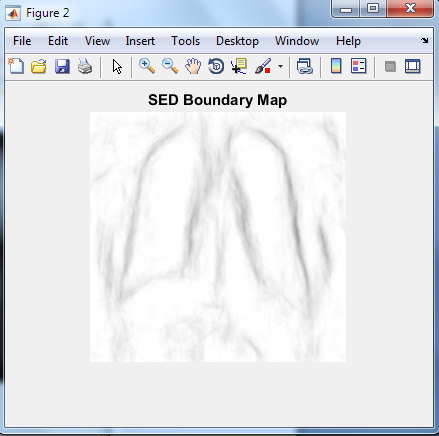 Figure 2
File Edit View Insert Tools Desktop Window Help
SED Boundary Map